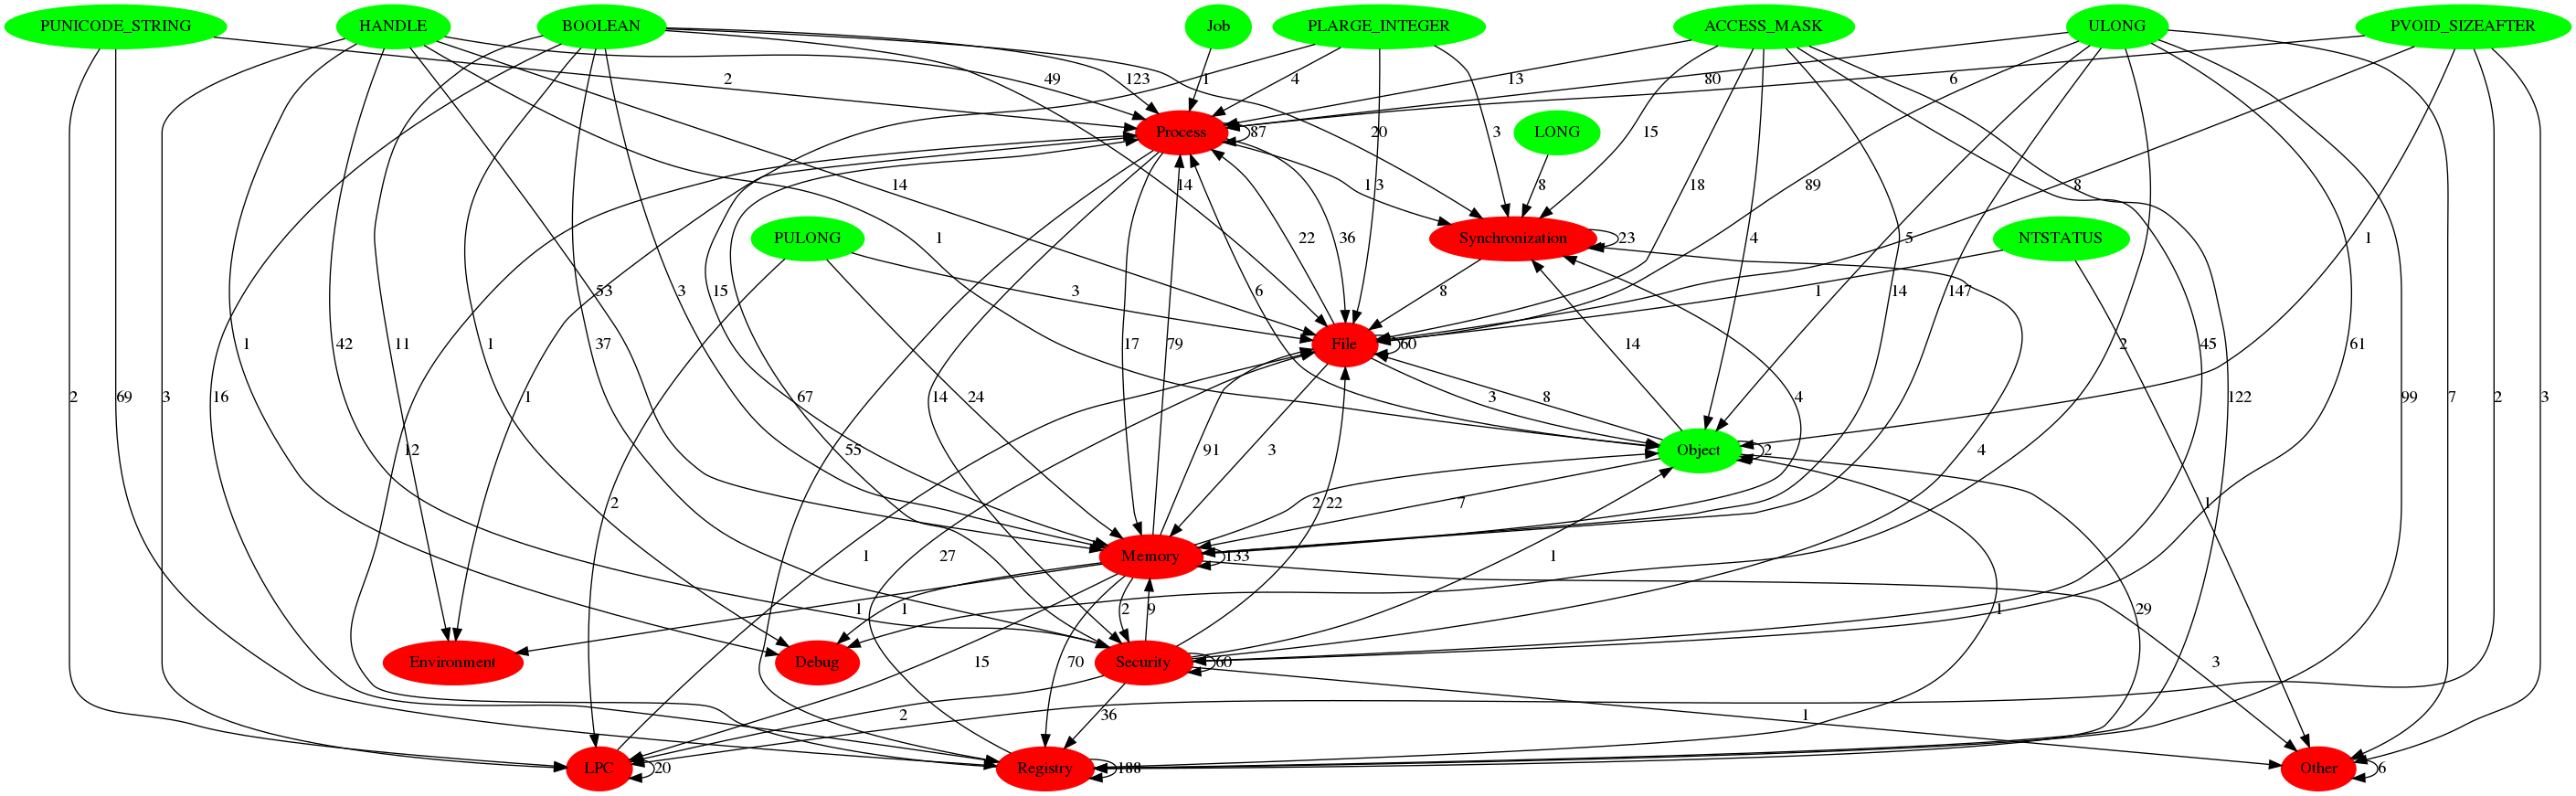 PUNICODE_STRING HANDLE BOOLEAN Job PLARGE_INTEGER ACCESS_MASK ULONG PVOID_SIZEAFTER
2 49 123 1 4 13 80 6
Process 87 20 3 LONG 15
14 14 1 3 8 18 89 8
PULONG 1 22 36 Synchronization 23 4 5 NTSTATUS 1
53 15 3 6 8 1
1 42 11 37 1 3 17 79 File 60 14 14 147 2 45 61
2 69 3 16 1 67 14 24 3 8 4 122 99 7 2 3
12 55 91 3 Object 2 4
2 2 22 7 1
27 1 Memory 133 1
1 1 2 9 1 29
Environment Debug 15 70 Security 60 3
2 36 1
LPC 20 Registry 188 Other 6